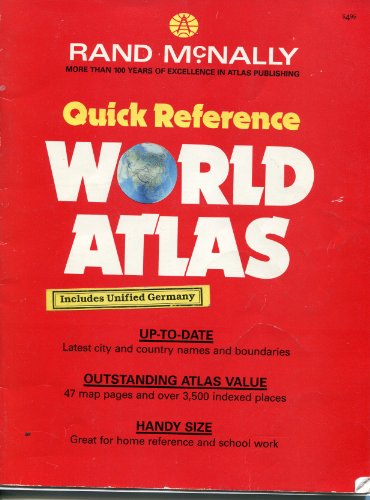 $4.95
RAND McNALLY
MORE THAN 100 YEARS OF EXCELLENCE IN ATLAS PUBLISHING
Quick Reference
WORLD
ATLAS
Includes Unified Germany
UP-TO-DATE
Latest city and country names and boundaries
OUTSTANDING ATLAS VALUE
47 map pages and over 3,500 indexed places
HANDY SIZE
Great for home reference and school work